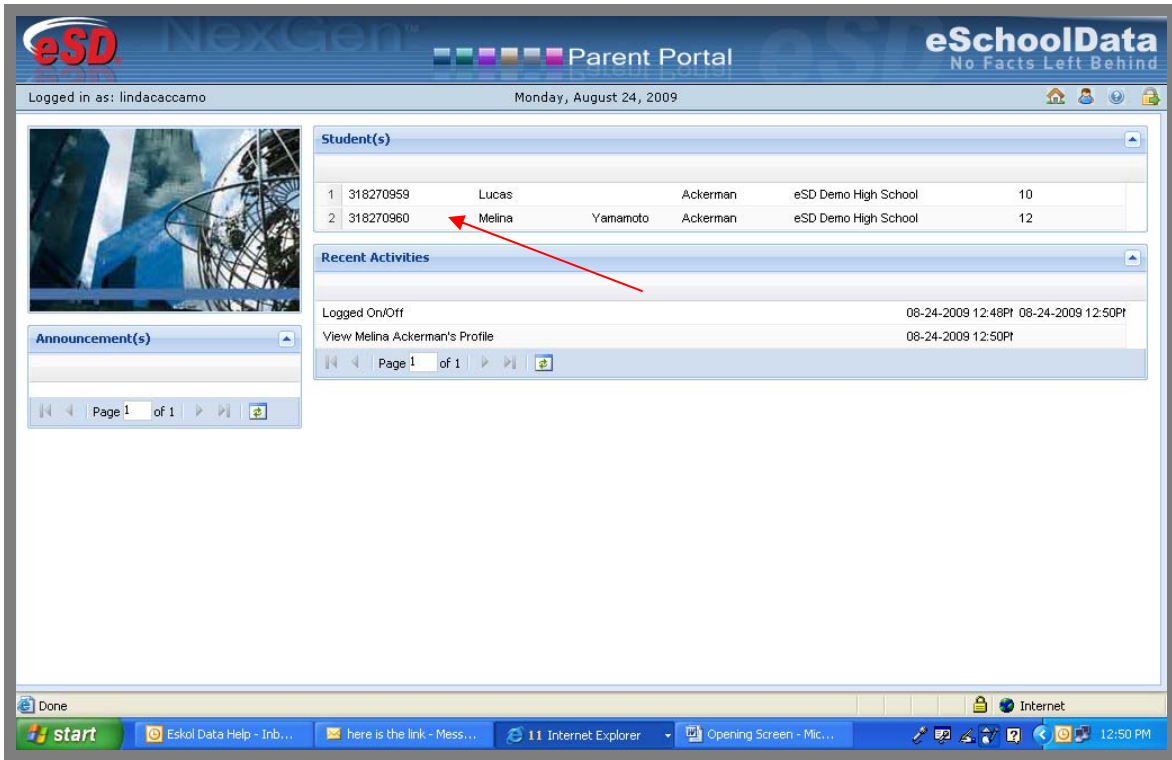 eSD NexGen™ Parent Portal eSchoolData
No Facts Left Behind
Logged in as: lindacaccamo Monday, August 24, 2009
Student(s)
1 318270959 Lucas Ackerman eSD Demo High School 10
2 318270960 Melina Yamamoto Ackerman eSD Demo High School 12
Recent Activities
Logged On/Off 08-24-2009 12:48P 08-24-2009 12:50P
View Melina Ackerman's Profile 08-24-2009 12:50P
Page 1 of 1
Announcement(s)
Page 1 of 1
Done Internet
start Eskol Data Help - Inb... here is the link - Mess... 11 Internet Explorer Opening Screen - Mic... 12:50 PM